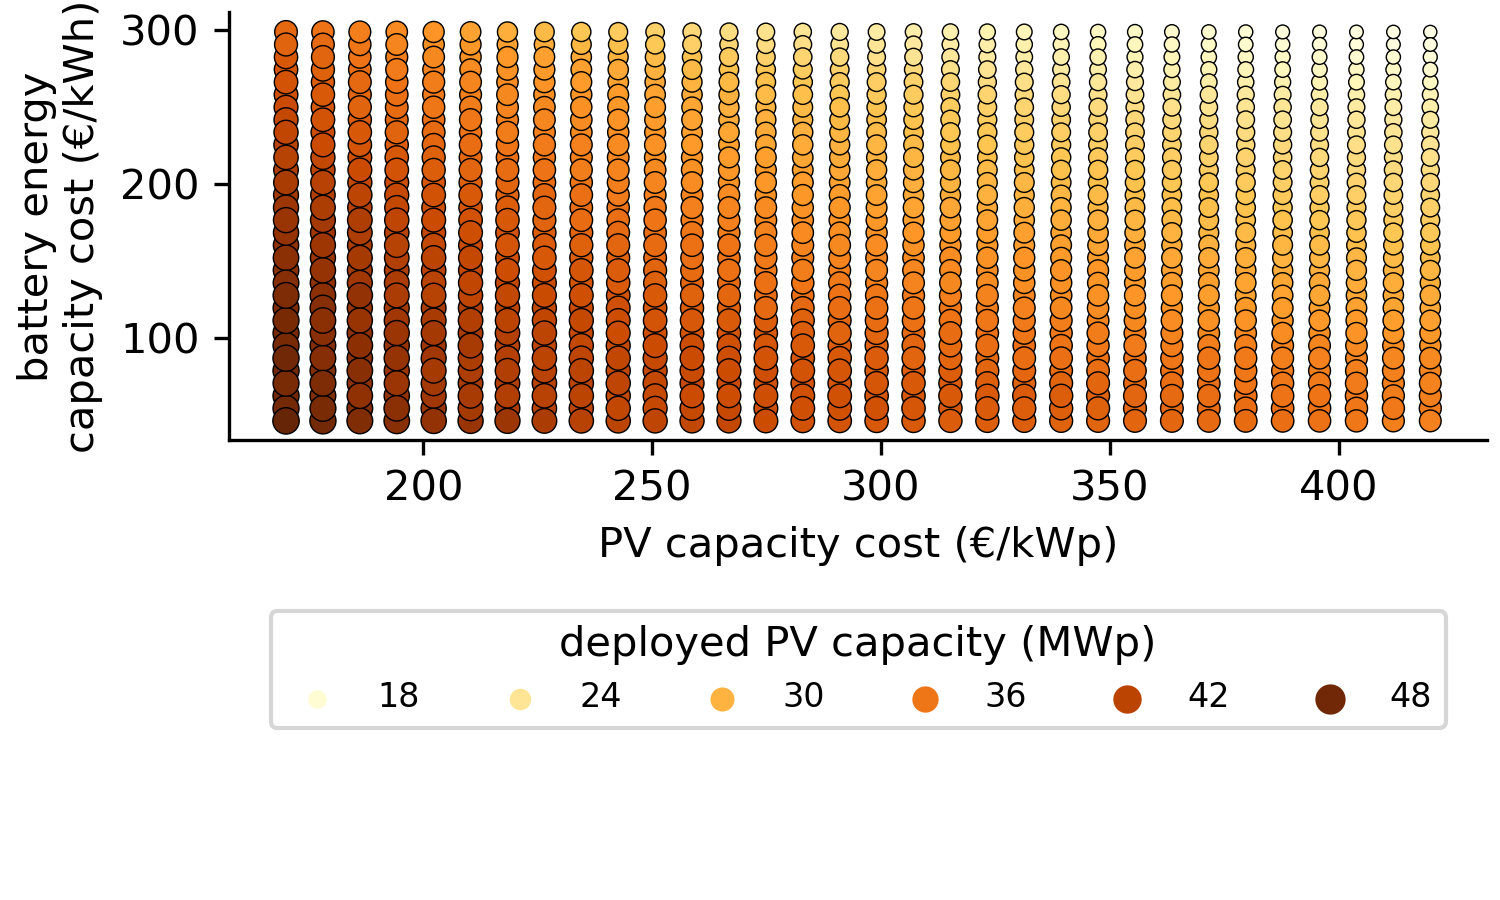 battery energy
capacity cost (€/kWh)
300
200
100
200 250 300 350 400
PV capacity cost (€/kWp)
deployed PV capacity (MWp)
18 24 30 36 42 48